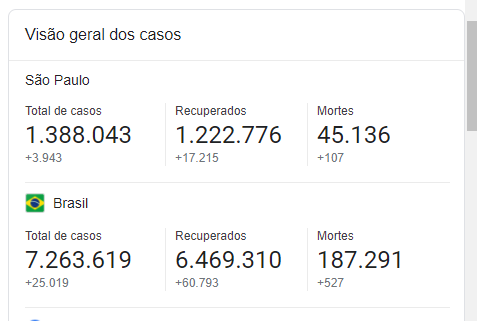 Visão geral dos casos
São Paulo
Total de casos Recuperados Mortes
1.388.043 1.222.776 45.136
+3.943 +17.215 +107
Brasil
Total de casos Recuperados Mortes
7.263.619 6.469.310 187.291
+25.019 +60.793 +527